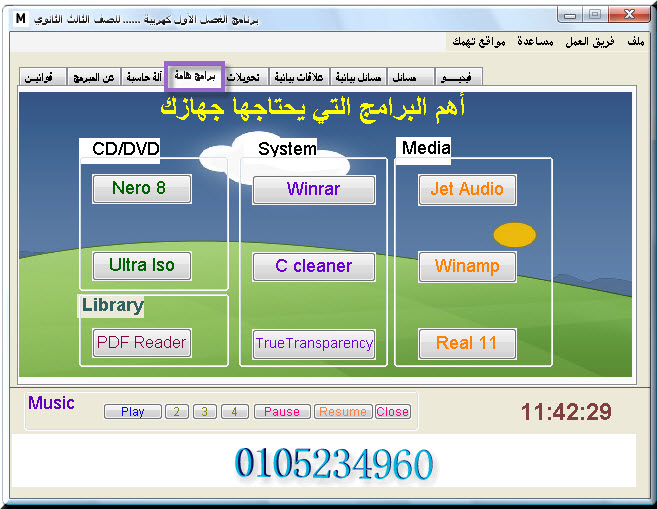 M برنامج الفصل الأول كهربية ...... للصف الثالث الثانوي
ملف فريق العمل مساعدة مواقع تهمك
فيديـــو مسائل مسائل بيانية علاقات بيانية تحويلات برامج هامة آلة حاسبة عن المبرمج قوانين
أهم البرامج التي يحتاجها جهازك
CD/DVD System Media
Nero 8 Winrar Jet Audio
Ultra Iso C cleaner Winamp
Library
PDF Reader TrueTransparency Real 11
Music
Play 2 3 4 Pause Resume Close
11:42:29
0105234960